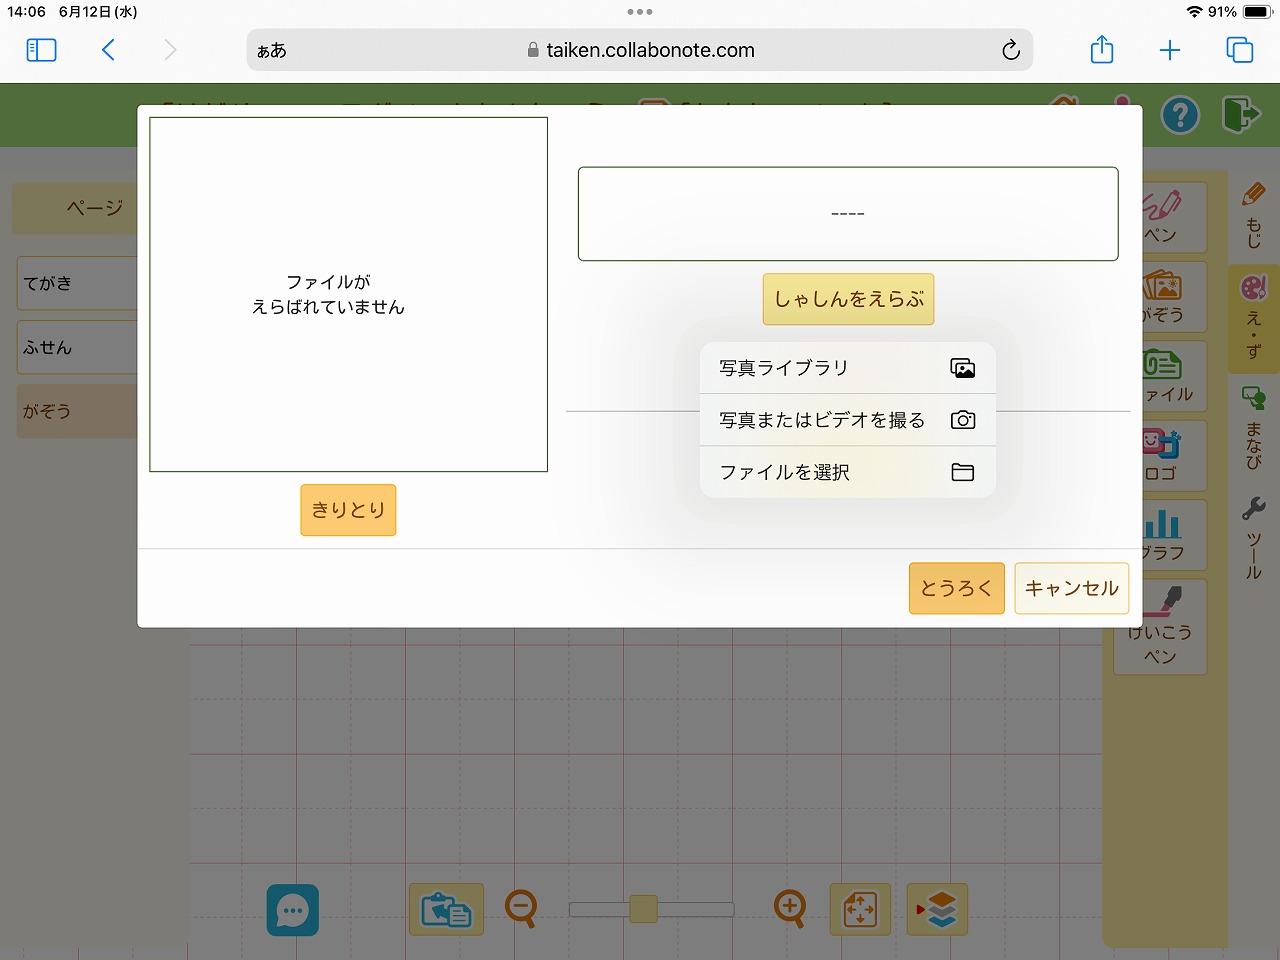 14:06 6月12日(水)
91%
ぁあ
taiken.collabonote.com
ページ
てがき
ふせん
がぞう
ファイルが
えらばれていません
きりとり
----
しゃしんをえらぶ
写真ライブラリ
写真またはビデオを撮る
ファイルを選択
とうろく
キャンセル
ペン
がぞう
ァイル
ロゴ
グラフ
けいこう
ペン
もじ
え・ず
まなび
ツール